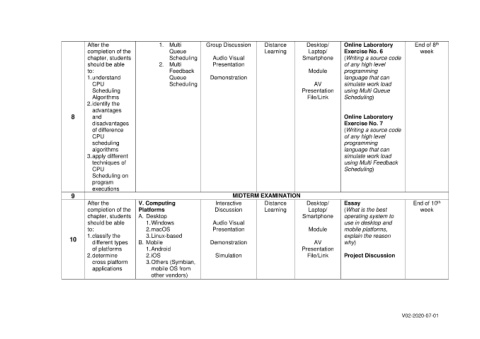 8
After the
completion of the
chapter, students
should be able
to:
1.understand
CPU
Scheduling
Algorithms
2.identify the
advantages
and
disadvantages
of difference
CPU
scheduling
algorithms
3.apply different
techniques of
CPU
Scheduling on
program
executions
1. Multi
Queue
Scheduling
2. Multi
Feedback
Queue
Scheduling
Group Discussion
Audio Visual
Presentation
Demonstration
Distance
Learning
Desktop/
Laptop/
Smartphone
Module
AV
Presentation
File/Link
Online Laboratory
Exercise No. 6
(Writing a source code
of any high level
programming
language that can
simulate work load
using Multi Queue
Scheduling)
Online Laboratory
Exercise No. 7
(Writing a source code
of any high level
programming
language that can
simulate work load
using Multi Feedback
Scheduling)
End of 8th
week
9
MIDTERM EXAMINATION
10
After the
completion of the
chapter, students
should be able
to:
1.classify the
different types
of platforms
2.determine
cross platform
applications
V. Computing
Platforms
A. Desktop
1.Windows
2.macOS
3.Linux-based
B. Mobile
1.Android
2.iOS
3.Others (Symbian,
mobile OS from
other vendors)
Interactive
Discussion
Audio Visual
Presentation
Demonstration
Simulation
Distance
Learning
Desktop/
Laptop/
Smartphone
Module
AV
Presentation
File/Link
Essay
(What is the best
operating system to
use in desktop and
mobile platforms,
explain the reason
why)
Project Discussion
End of 10th
week
V02-2020-07-01